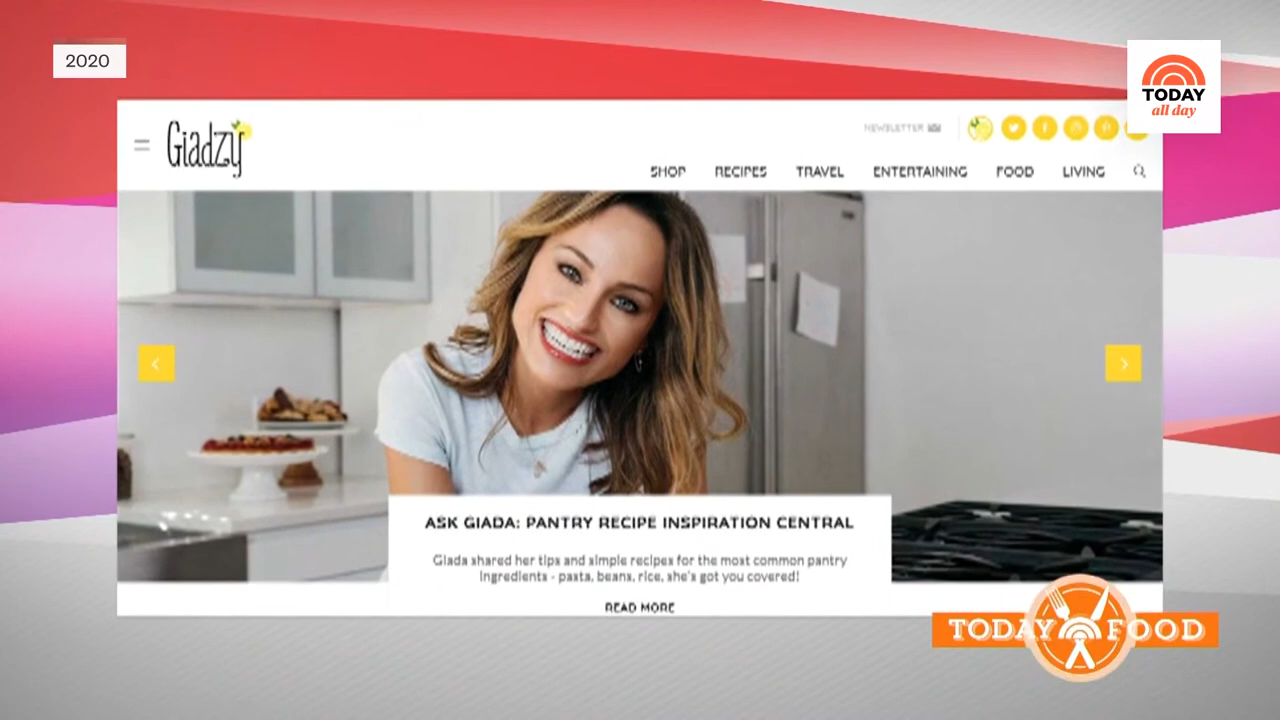 2020
TODAY
all day
Giadzy
NEWSLETTER
SHOP RECIPES TRAVEL ENTERTAINING FOOD LIVING
ASK GIADA: PANTRY RECIPE INSPIRATION CENTRAL
Giada shared her tips and simple recipes for the most common pantry
ingredients - pasta, beans, rice, she's got you covered!
READ MORE
TODAY FOOD